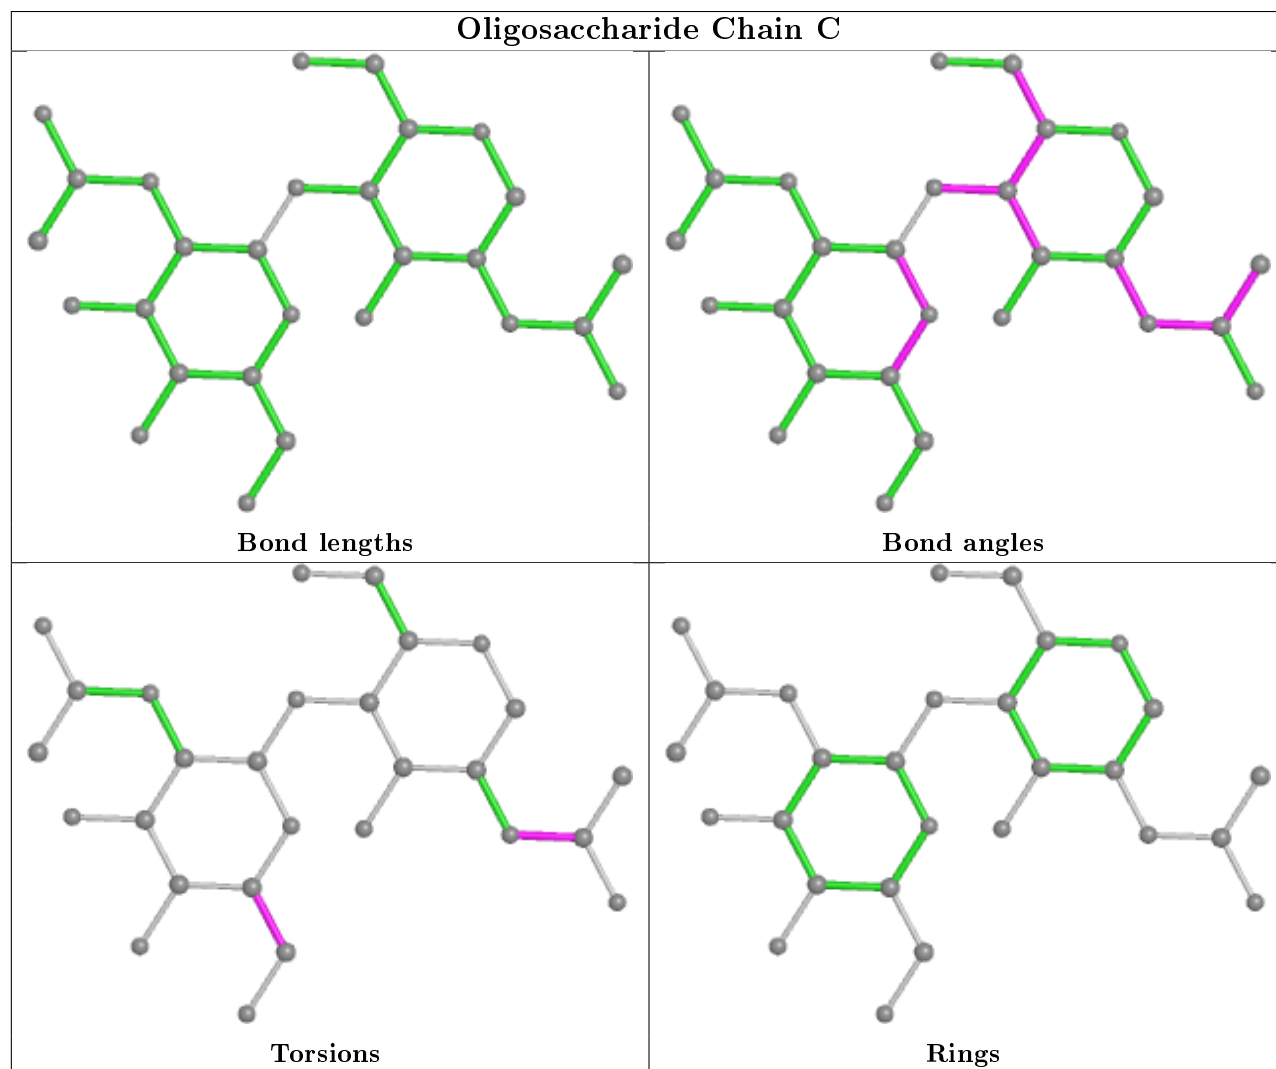 Oligosaccharide Chain C
Bond lengths
Bond angles
Torsions
Rings